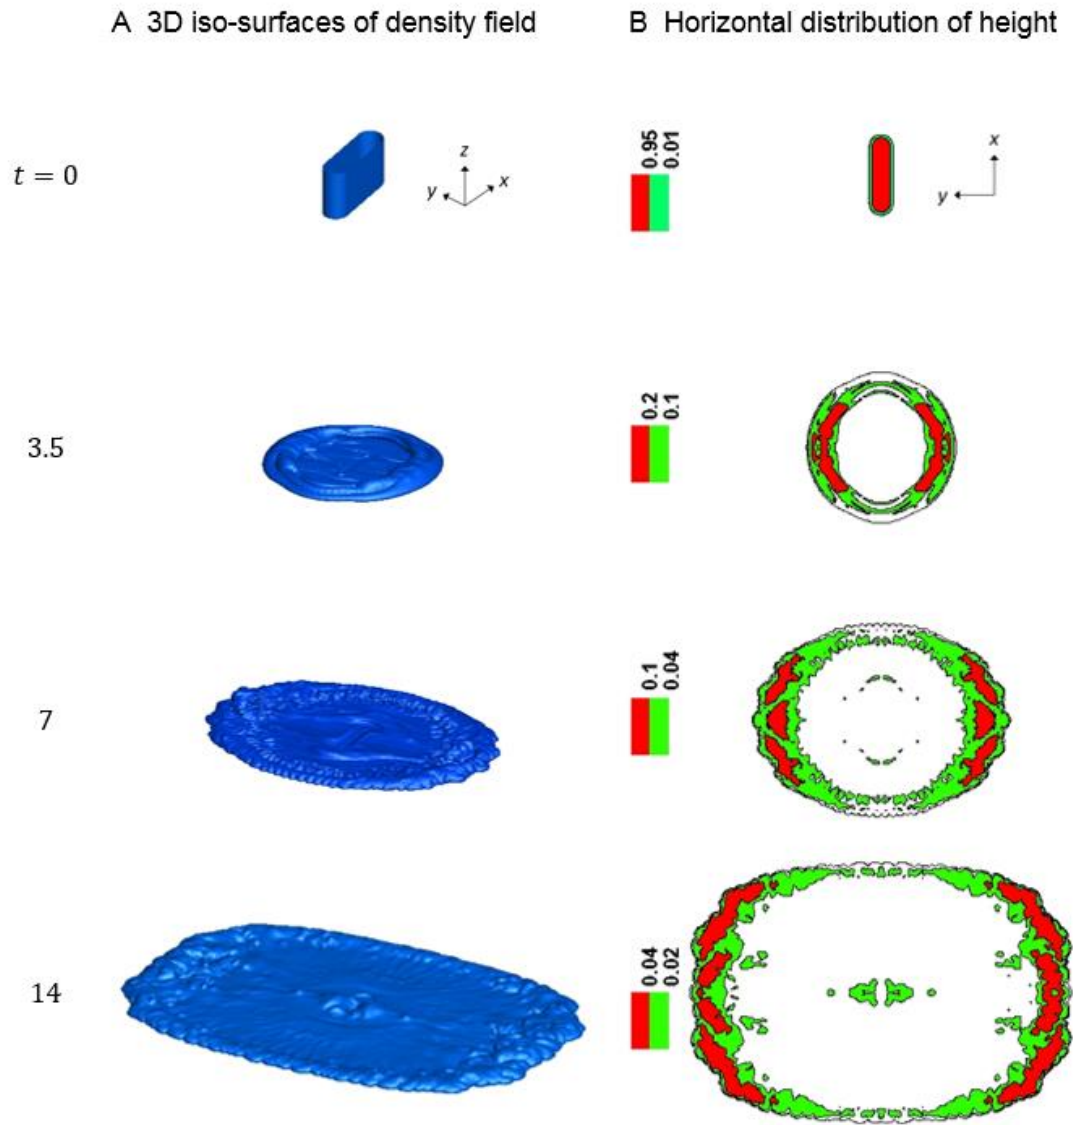 A 3D iso-surfaces of density field
B Horizontal distribution of height
t = 0
z
y
x
0.95
0.01
x
y
3.5
0.2
0.1
7
0.1
0.04
14
0.04
0.02